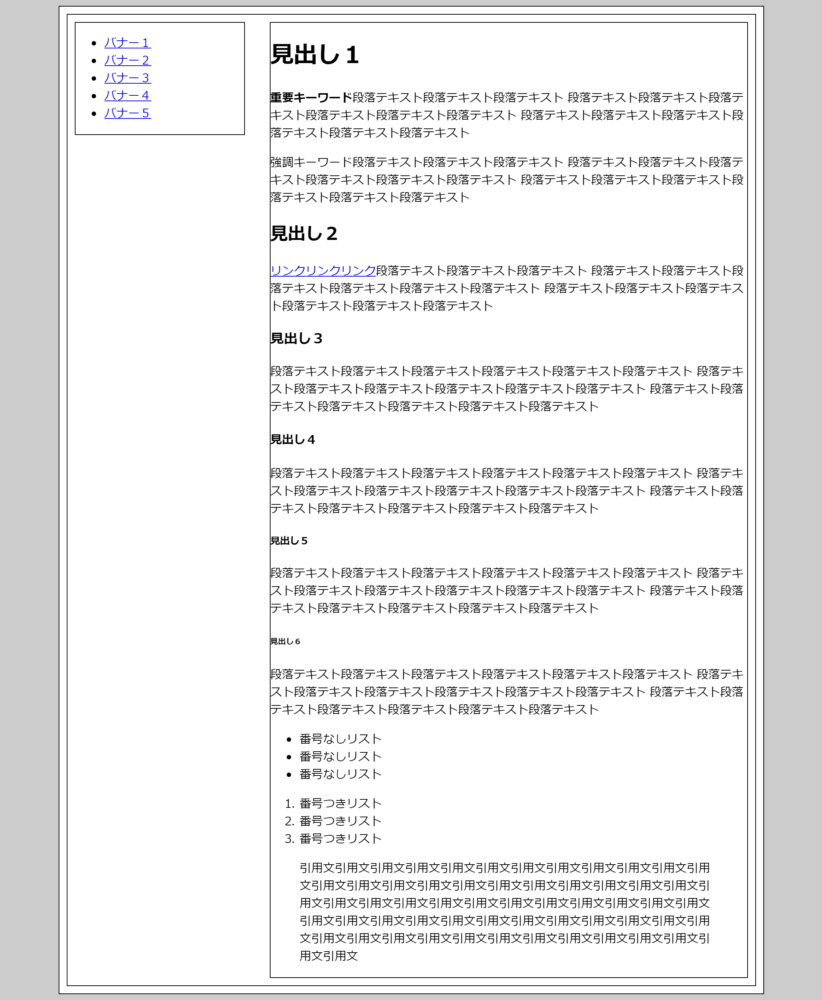 バナー１
バナー２
バナー３
バナー４
バナー５
見出し１
重要キーワード段落テキスト段落テキスト段落テキスト 段落テキスト段落テキスト段落テ
キスト段落テキスト段落テキスト段落テキスト 段落テキスト段落テキスト段落テキスト段
落テキスト段落テキスト段落テキスト
強調キーワード段落テキスト段落テキスト段落テキスト 段落テキスト段落テキスト段落テ
キスト段落テキスト段落テキスト段落テキスト 段落テキスト段落テキスト段落テキスト段
落テキスト段落テキスト段落テキスト
見出し２
リンクリンクリンク段落テキスト段落テキスト段落テキスト 段落テキスト段落テキスト段
落テキスト段落テキスト段落テキスト段落テキスト 段落テキスト段落テキスト段落テキス
ト段落テキスト段落テキスト段落テキスト
見出し３
段落テキスト段落テキスト段落テキスト段落テキスト段落テキスト段落テキスト 段落テキ
スト段落テキスト段落テキスト段落テキスト段落テキスト段落テキスト 段落テキスト段落
テキスト段落テキスト段落テキスト段落テキスト段落テキスト
見出し４
段落テキスト段落テキスト段落テキスト段落テキスト段落テキスト段落テキスト 段落テキ
スト段落テキスト段落テキスト段落テキスト段落テキスト段落テキスト 段落テキスト段落
テキスト段落テキスト段落テキスト段落テキスト段落テキスト
見出し５
段落テキスト段落テキスト段落テキスト段落テキスト段落テキスト段落テキスト 段落テキ
スト段落テキスト段落テキスト段落テキスト段落テキスト段落テキスト 段落テキスト段落
テキスト段落テキスト段落テキスト段落テキスト段落テキスト
見出し６
段落テキスト段落テキスト段落テキスト段落テキスト段落テキスト段落テキスト 段落テキ
スト段落テキスト段落テキスト段落テキスト段落テキスト段落テキスト 段落テキスト段落
テキスト段落テキスト段落テキスト段落テキスト段落テキスト
番号なしリスト
番号なしリスト
番号なしリスト
1. 番号つきリスト
2. 番号つきリスト
3. 番号つきリスト
引用文引用文引用文引用文引用文引用文引用文引用文引用文引用文引用文引用
文引用文引用文引用文引用文引用文引用文引用文引用文引用文引用文引用文引
用文引用文引用文引用文引用文引用文引用文引用文引用文引用文引用文引用文
引用文引用文引用文引用文引用文引用文引用文引用文引用文引用文引用文引用
文引用文引用文引用文引用文引用文引用文引用文引用文引用文引用文引用文引
用文引用文